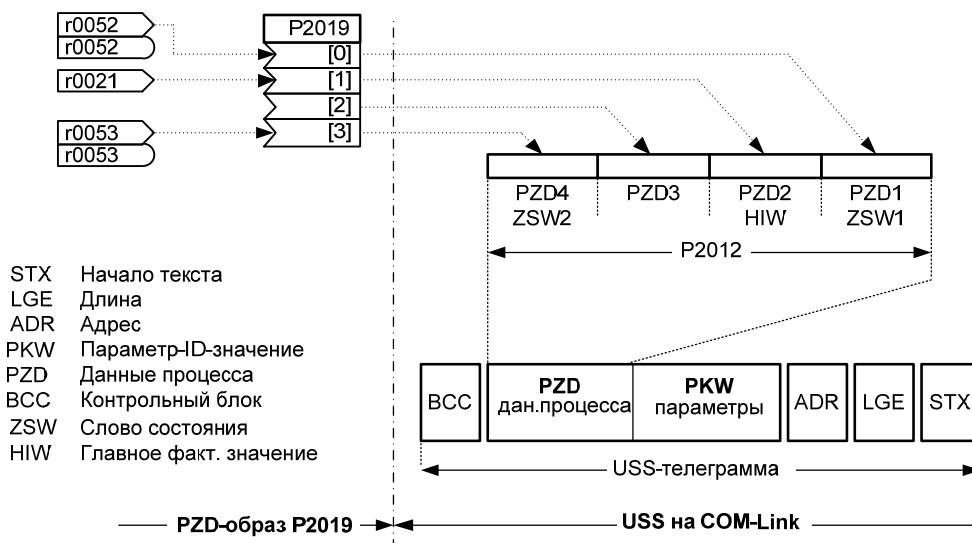 r0052
r0052
r0021
r0053
r0053
P2019
[0]
[1]
[2]
[3]
PZD4
ZSW2
PZD3
PZD2
HIW
PZD1
ZSW1
P2012
STX Начало текста
LGE Длина
ADR Адрес
PKW Параметр-ID-значение
PZD Данные процесса
BCC Контрольный блок
ZSW Слово состояния
HIW Главное факт. значение
BCC
PZD
дан.процесса
PKW
параметры
ADR
LGE
STX
USS-телеграмма
PZD-образ P2019
USS на COM-Link